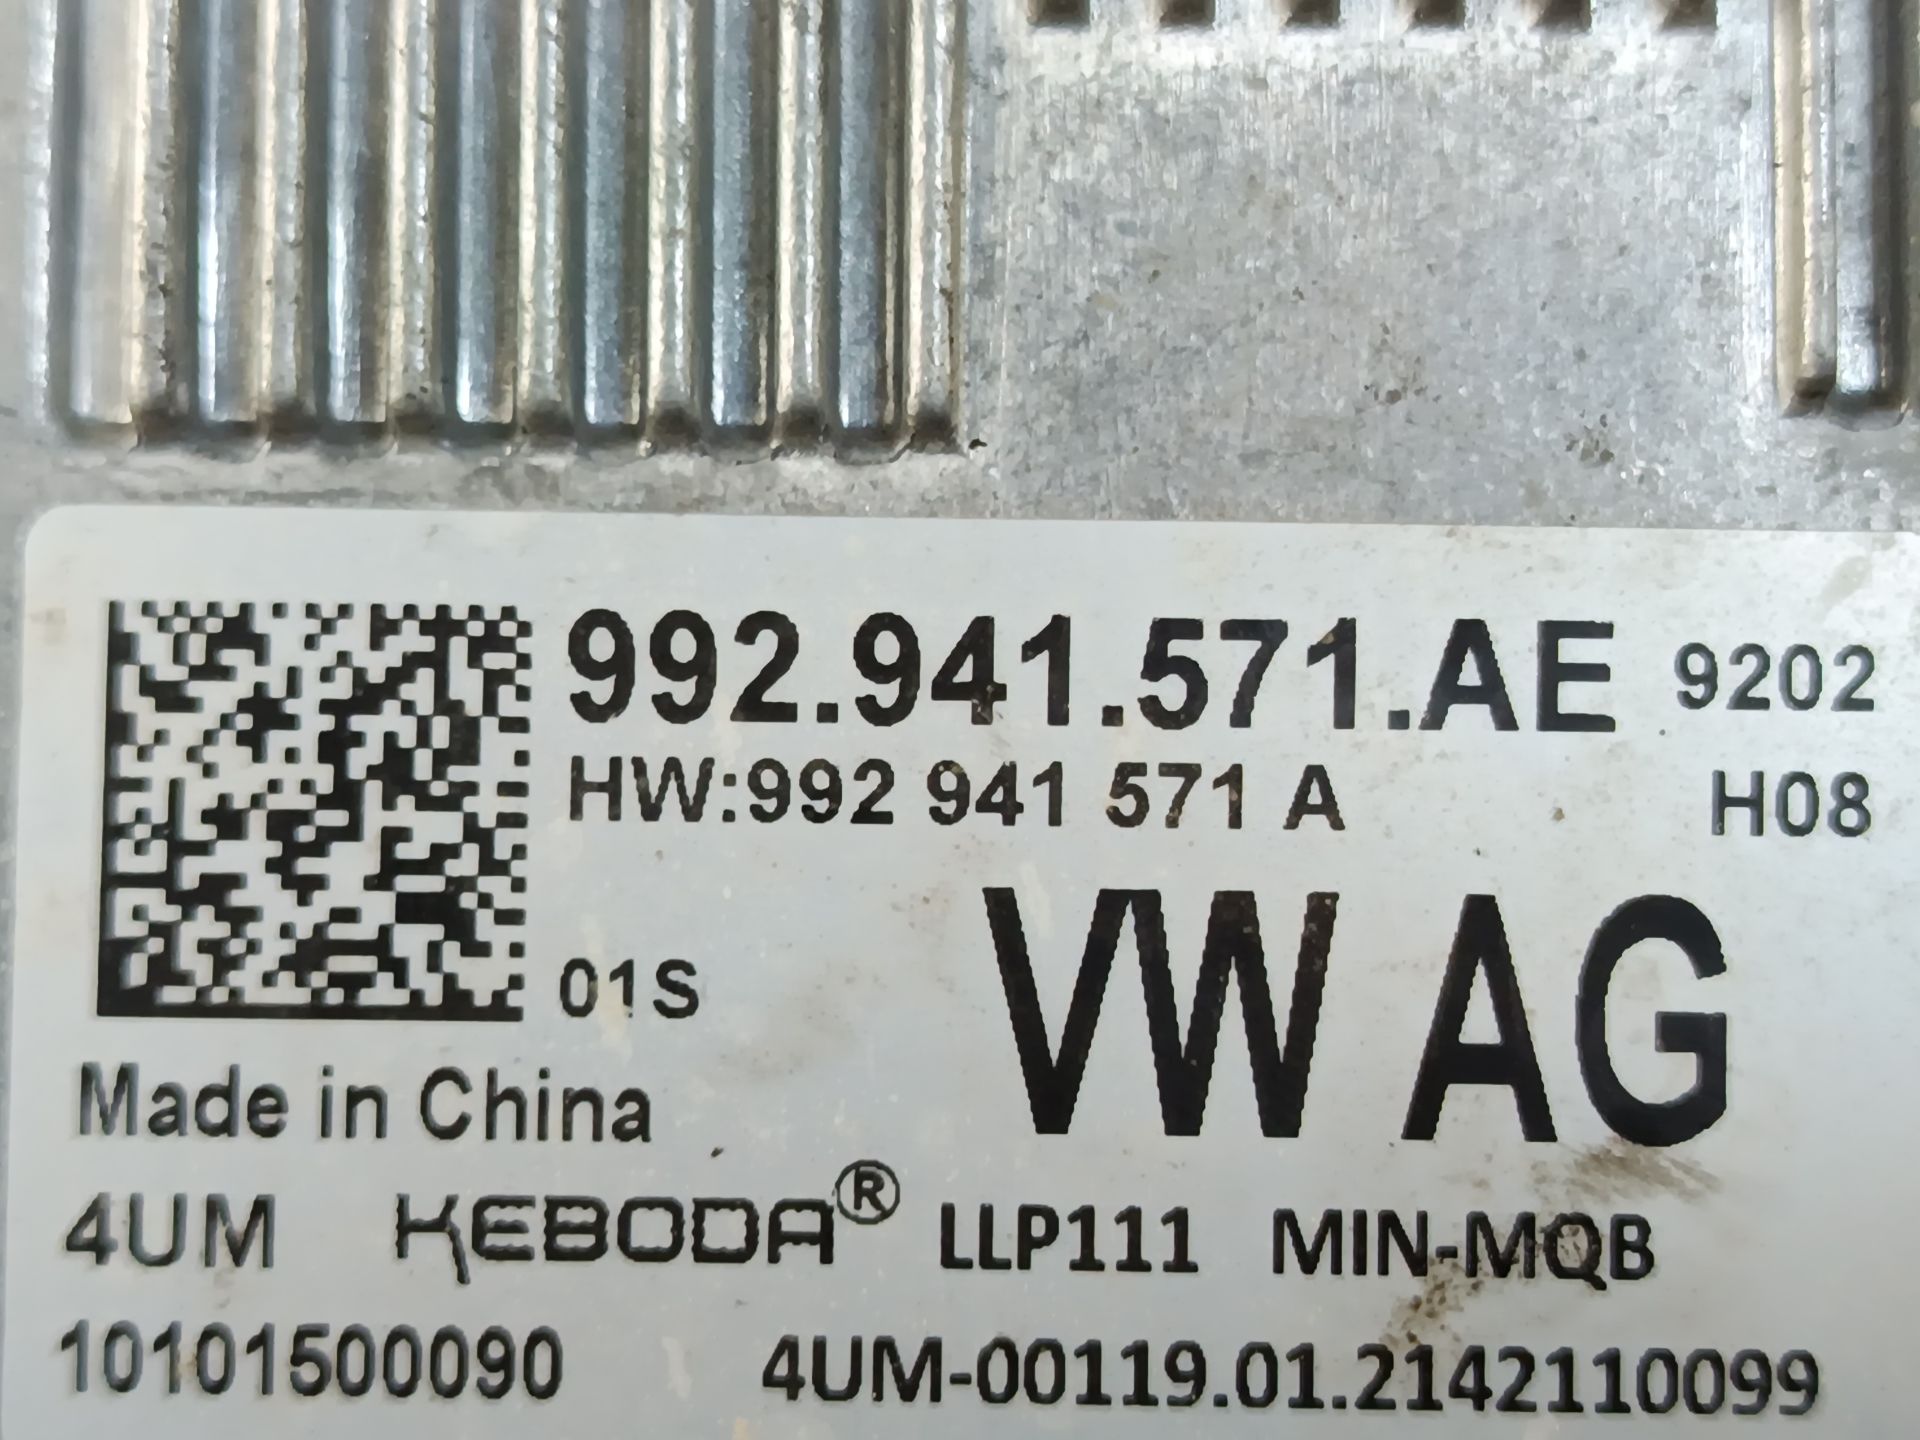 992.941.571.AE 9202
HW:992 941 571 A H08
VW AG
01S
Made in China
4UM KEBODA® LLP111 MIN-MQB
10101500090 4UM-00119.01.2142110099